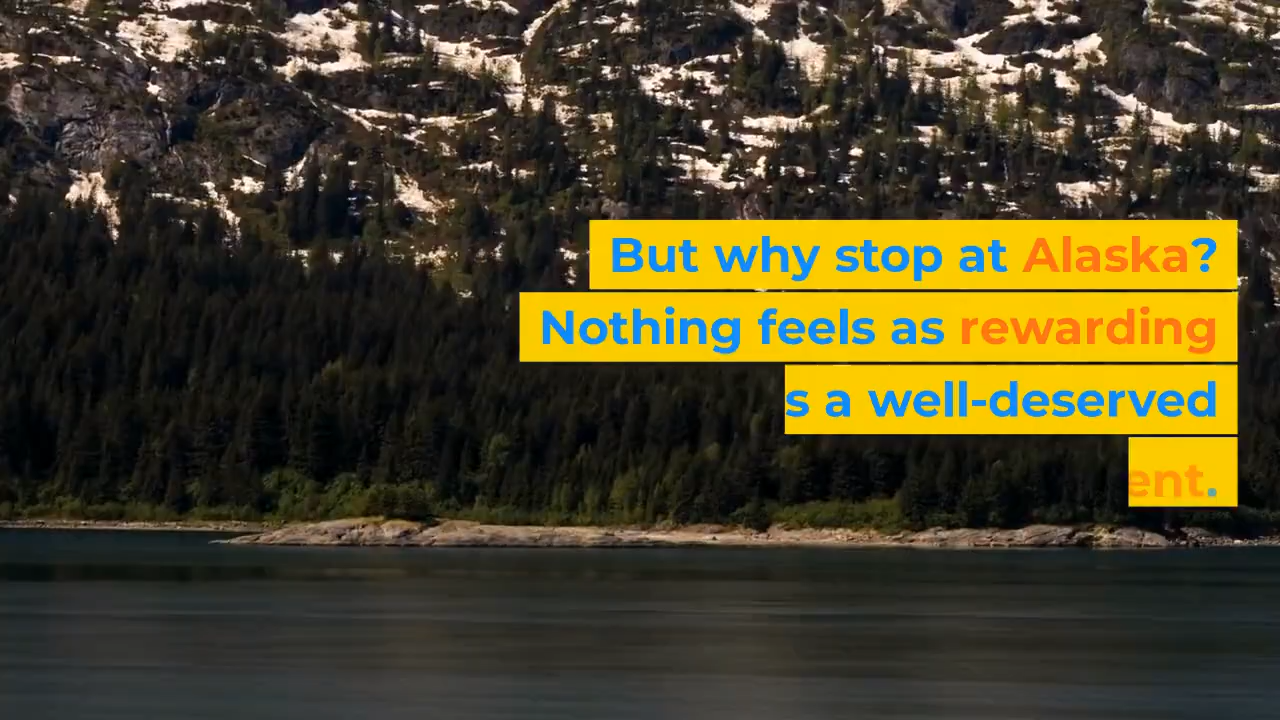 But why stop at Alaska?
Nothing feels as rewarding
s a well-deserved
ent.